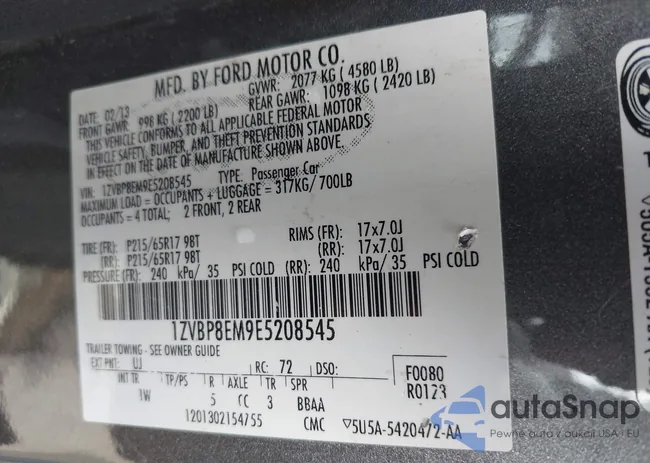 MFD. BY FORD MOTOR CO.
DATE: 02/13 GVWR: 2077 KG (4580 LB)
FRONT GAWR: 998 KG (2200 LB) REAR GAWR: 1098 KG (2420 LB)
THIS VEHICLE CONFORMS TO ALL APPLICABLE FEDERAL MOTOR
VEHICLE SAFETY, BUMPER, AND THEFT PREVENTION STANDARDS
IN EFFECT ON THE DATE OF MANUFACTURE SHOWN ABOVE.
VIN: 1ZVBP8EM9E5208545 TYPE: Passenger Car
MAXIMUM LOAD = OCCUPANTS + LUGGAGE = 317KG/ 700LB
OCCUPANTS = 4 TOTAL; 2 FRONT, 2 REAR
TIRE (FR): P215/65R17 98T RIMS (FR): 17x7.0J
(RR): P215/65R17 98T (RR): 17x7.0J
PRESSURE (FR): 240 kPa/ 35 PSI COLD (RR): 240 kPa/ 35 PSI COLD
1ZVBP8EM9E5208545
TRAILER TOWING - SEE OWNER GUIDE
EXT PNT: UJ RC: 72 DSO: F0080
INT TR TP/PS R AXLE TR SPR R0123
1W 5 CC 3 BBAA
1201302154755 CMC ▽5U5A-5420472-AA
autoSnap
Pewne auta z aukcji USA i EU